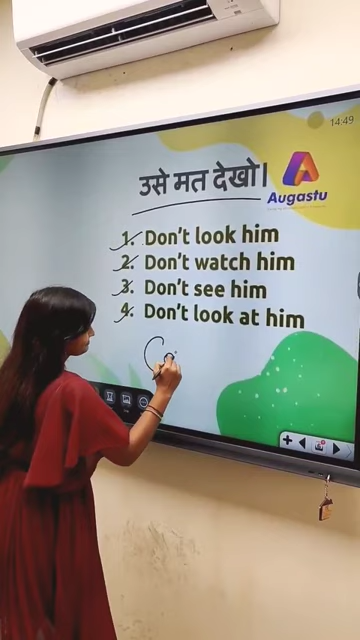 14:49
उसे मत देखो।
Augastu
1. Don't look him
2. Don't watch him
3. Don't see him
4. Don't look at him